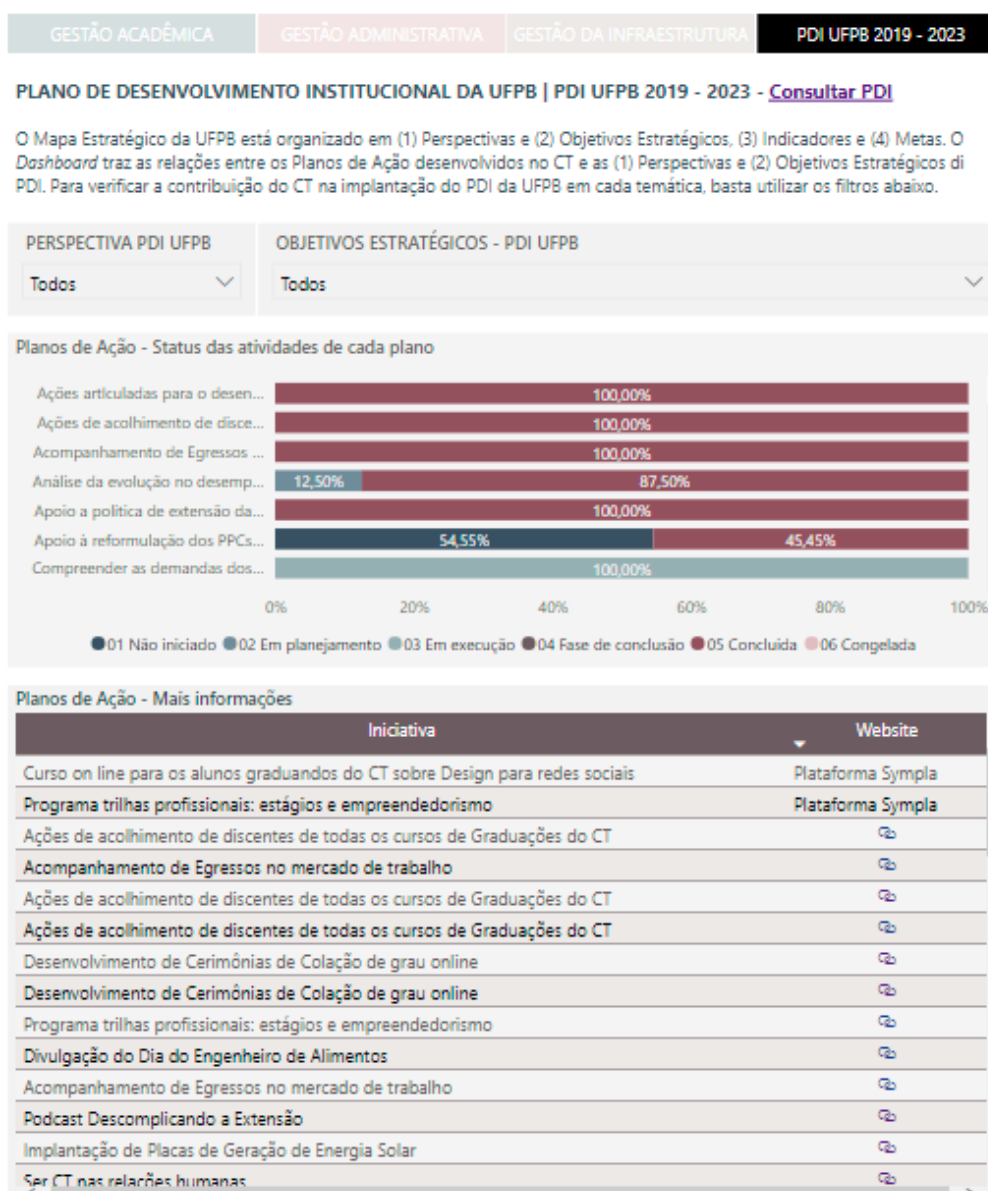 GESTÃO ACADÊMICA GESTÃO ADMINISTRATIVA GESTÃO DA INFRAESTRUTURA PDI UFPB 2019 - 2023
PLANO DE DESENVOLVIMENTO INSTITUCIONAL DA UFPB | PDI UFPB 2019 - 2023 - Consultar PDI
O Mapa Estratégico da UFPB está organizado em (1) Perspectivas e (2) Objetivos Estratégicos, (3) Indicadores e (4) Metas. O
Dashboard traz as relações entre os Planos de Ação desenvolvidos no CT e as (1) Perspectivas e (2) Objetivos Estratégicos di
PDI. Para verificar a contribuição do CT na implantação do PDI da UFPB em cada temática, basta utilizar os filtros abaixo.
PERSPECTIVA PDI UFPB OBJETIVOS ESTRATÉGICOS - PDI UFPB
Todos Todos
Planos de Ação - Status das atividades de cada plano
Ações articuladas para o desen... 100,00%
Ações de acolhimento de disce... 100,00%
Acompanhamento de Egressos ... 100,00%
Análise da evolução no desemp... 12,50% 87,50%
Apoio a política de extensão da... 100,00%
Apoio à reformulação dos PPCs... 54,55% 45,45%
Compreender as demandas dos... 100,00%
0% 20% 40% 60% 80% 100%
01 Não iniciado 02 Em planejamento 03 Em execução 04 Fase de conclusão 05 Concluida 06 Congelada
Planos de Ação - Mais informações
Iniciativa Website
Curso on line para os alunos graduandos do CT sobre Design para redes sociais Plataforma Sympla
Programa trilhas profissionais: estágios e empreendedorismo Plataforma Sympla
Ações de acolhimento de discentes de todas os cursos de Graduações do CT
Acompanhamento de Egressos no mercado de trabalho
Ações de acolhimento de discentes de todas os cursos de Graduações do CT
Ações de acolhimento de discentes de todas os cursos de Graduações do CT
Desenvolvimento de Cerimônias de Colação de grau online
Desenvolvimento de Cerimônias de Colação de grau online
Programa trilhas profissionais: estágios e empreendedorismo
Divulgação do Dia do Engenheiro de Alimentos
Acompanhamento de Egressos no mercado de trabalho
Podcast Descomplicando a Extensão
Implantação de Placas de Geração de Energia Solar
Ser CT nas relações humanas